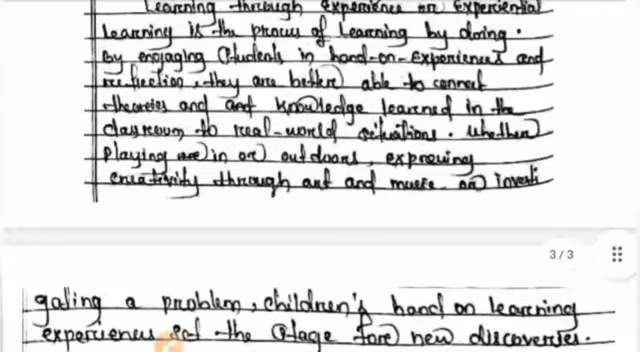 Learning through experience or Experiential
learning is the process of learning by doing.
By engaging students in hand-on-experiences and
reflection, they are better able to connect
theories and and knowledge learned in the
classroom to real-world situations. Whether
playing in or outdoors, expressing
creativity through art and music or investi
3/3
gating a problem, children's hand on learning
experiences set the stage for new discoveries.